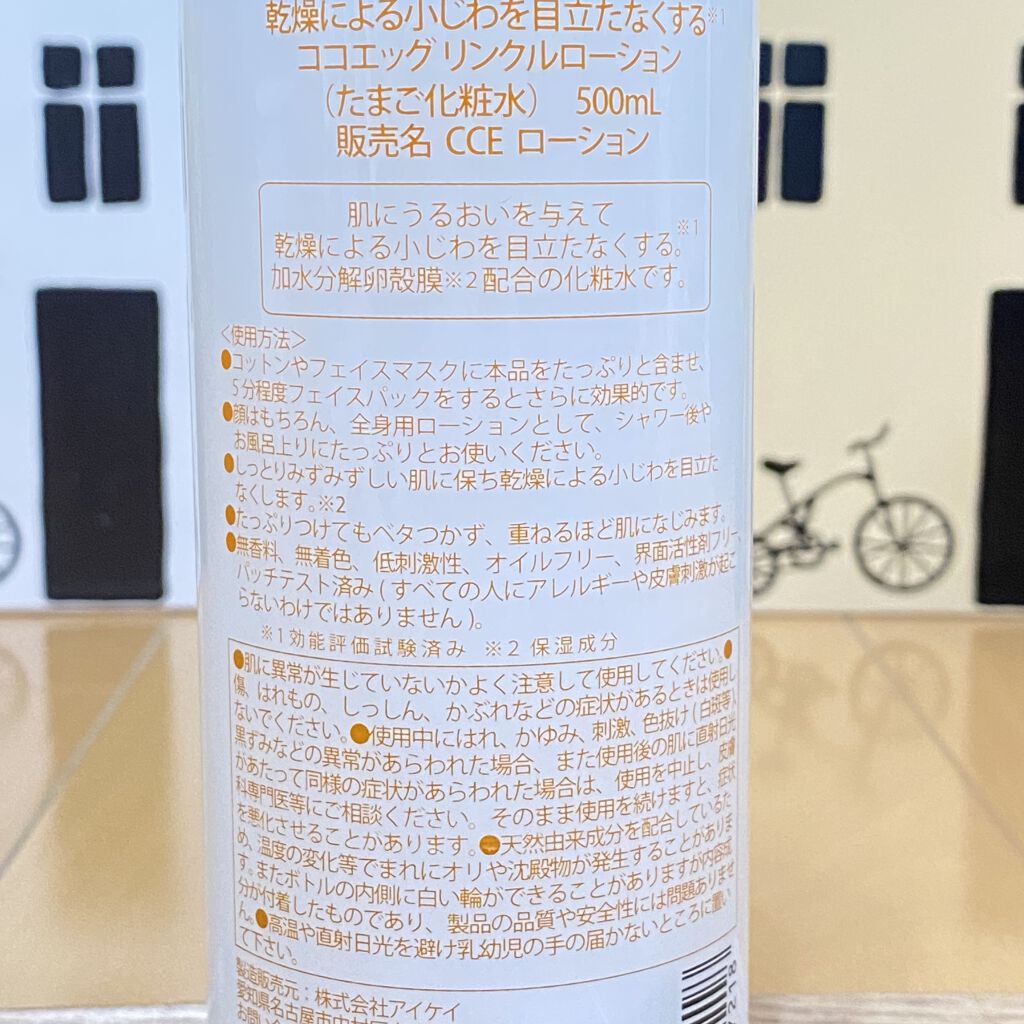 乾燥による小じわを目立たなくする※1
ココエッグ リンクルローション
（たまご化粧水） 500mL
販売名 CCE ローション
肌にうるおいを与えて
乾燥による小じわを目立たなくする。※1
加水分解卵殻膜※2配合の化粧水です。
＜使用方法＞
●コットンやフェイスマスクに本品をたっぷりと含ませ、
5分程度フェイスパックをするとさらに効果的です。
●顔はもちろん、全身用ローションとして、シャワー後や
お風呂上りにたっぷりとお使いください。
●しっとりみずみずしい肌に保ち乾燥による小じわを目立た
なくします。※2
●たっぷりつけてもベタつかず、重ねるほど肌になじみます。
●無香料、無着色、低刺激性、オイルフリー、界面活性剤フリー、
パッチテスト済み(すべての人にアレルギーや皮膚刺激が起こ
らないわけではありません)。
※1効能評価試験済み ※2 保湿成分
●肌に異常が生じていないかよく注意して使用してください。●
傷、はれもの、しっしん、かぶれなどの症状があるときは使用し
ないでください。●使用中にはれ、かゆみ、刺激、色抜け(白斑等)、
黒ずみなどの異常があらわれた場合、また使用後の肌に直射日光
があたって同様の症状があらわれた場合は、使用を中止し、皮膚
科専門医等にご相談ください。そのまま使用を続けますと、症状
を悪化させることがあります。●天然由来成分を配合しているた
め、温度の変化等でまれにオリや沈殿物が発生することがありま
す。またボトルの内側に白い輪ができることがありますが内容成
分が付着したものであり、製品の品質や安全性には問題ありませ
ん。●高温や直射日光を避け乳幼児の手の届かないところに置い
て下さい。
製造販売元：株式会社アイケイ
愛知県名古屋市中村区